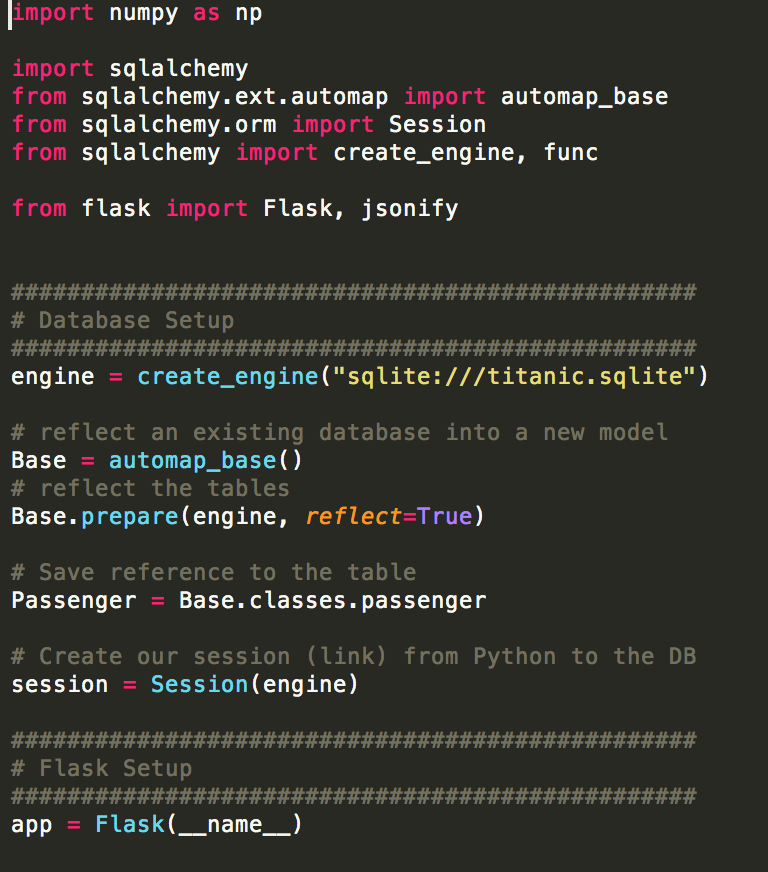 import numpy as np
import sqlalchemy
from sqlalchemy.ext.automap import automap_base
from sqlalchemy.orm import Session
from sqlalchemy import create_engine, func
from flask import Flask, jsonify
#################################################
# Database Setup
#################################################
engine = create_engine("sqlite:///titanic.sqlite")
# reflect an existing database into a new model
Base = automap_base()
# reflect the tables
Base.prepare(engine, reflect=True)
# Save reference to the table
Passenger = Base.classes.passenger
# Create our session (link) from Python to the DB
session = Session(engine)
#################################################
# Flask Setup
#################################################
app = Flask(__name__)